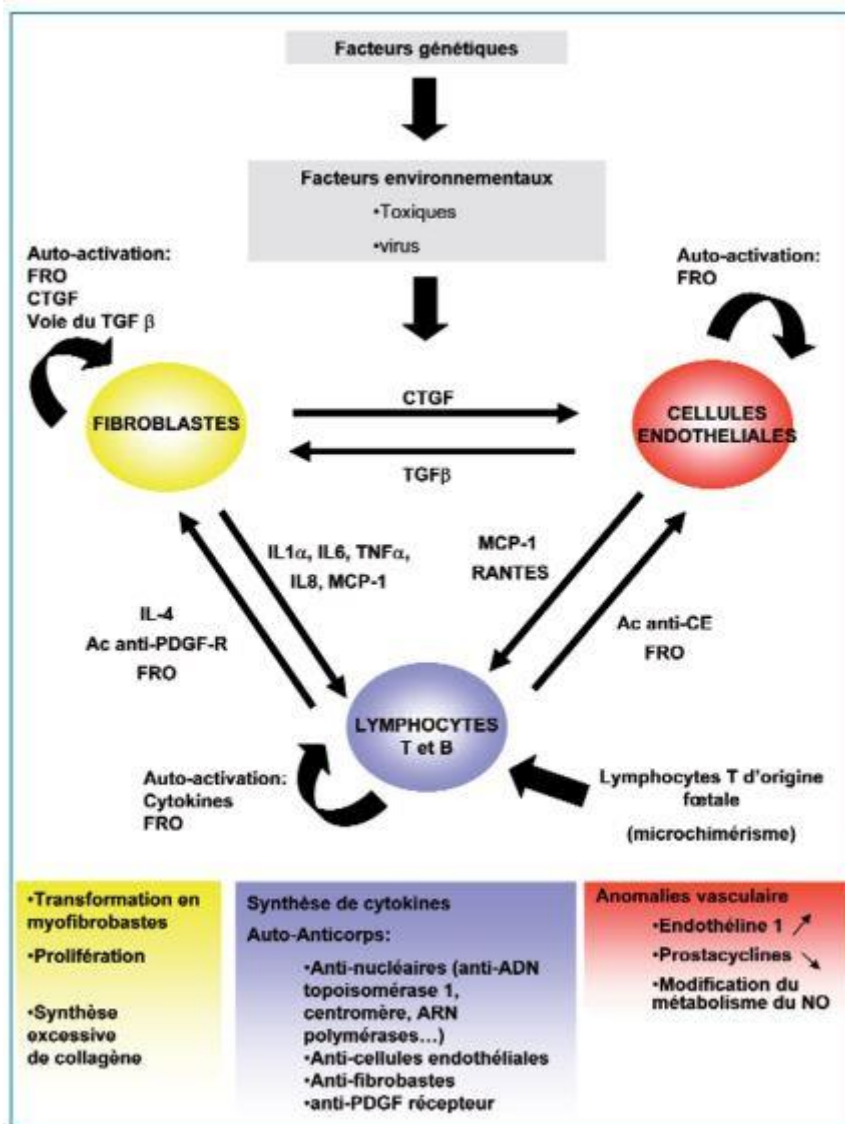 Facteurs génétiques
Facteurs environnementaux
•Toxiques
•virus
Auto-activation:
FRO
CTGF
Voie du TGF β
Auto-activation:
FRO
FIBROBLASTES
CTGF
TGFβ
CELLULES
ENDOTHELIALES
IL1α, IL6, TNFα,
IL8, MCP-1
MCP-1
RANTES
IL-4
Ac anti-PDGF-R
FRO
Ac anti-CE
FRO
LYMPHOCYTES
T et B
Auto-activation:
Cytokines
FRO
Lymphocytes T d'origine
fœtale
(microchimérisme)
•Transformation en
myofibrobastes
•Prolifération
•Synthèse
excessive
de collagène
Synthèse de cytokines
Auto-Anticorps:
•Anti-nucléaires (anti-ADN
topoisomérase 1,
centromère, ARN
polymérases...)
•Anti-cellules endothéliales
•Anti-fibrobastes
•anti-PDGF récepteur
Anomalies vasculaire
•Endothéline 1
•Prostacyclines
•Modification du
métabolisme du NO